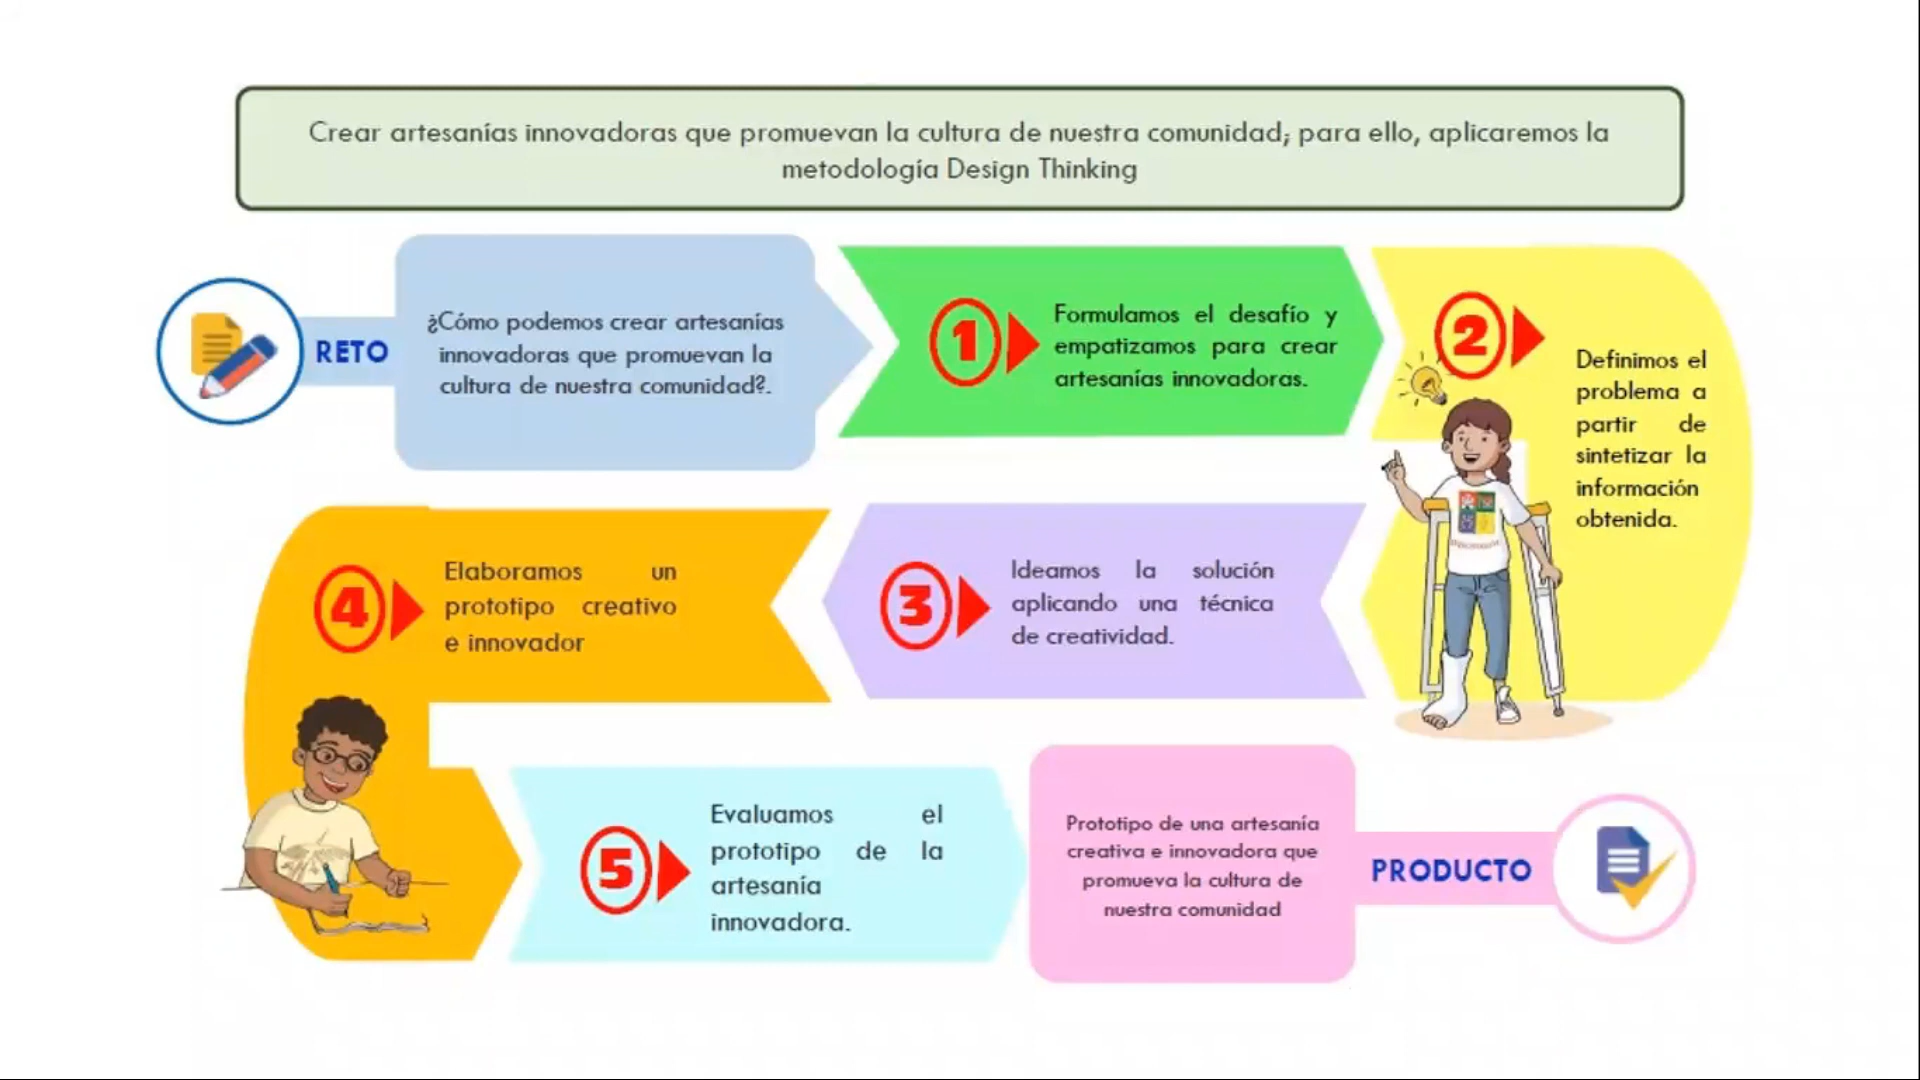 Crear artesanías innovadoras que promuevan la cultura de nuestra comunidad; para ello, aplicaremos la
metodología Design Thinking
RETO
¿Cómo podemos crear artesanías
innovadoras que promuevan la
cultura de nuestra comunidad?.
1
Formulamos el desafío y
empatizamos para crear
artesanías innovadoras.
2
Definimos el
problema a
partir de
sintetizar la
información
obtenida.
3
Ideamos la solución
aplicando una técnica
de creatividad.
4
Elaboramos un
prototipo creativo
e innovador
5
Evaluamos el
prototipo de la
artesanía
innovadora.
Prototipo de una artesanía
creativa e innovadora que
promueva la cultura de
nuestra comunidad
PRODUCTO